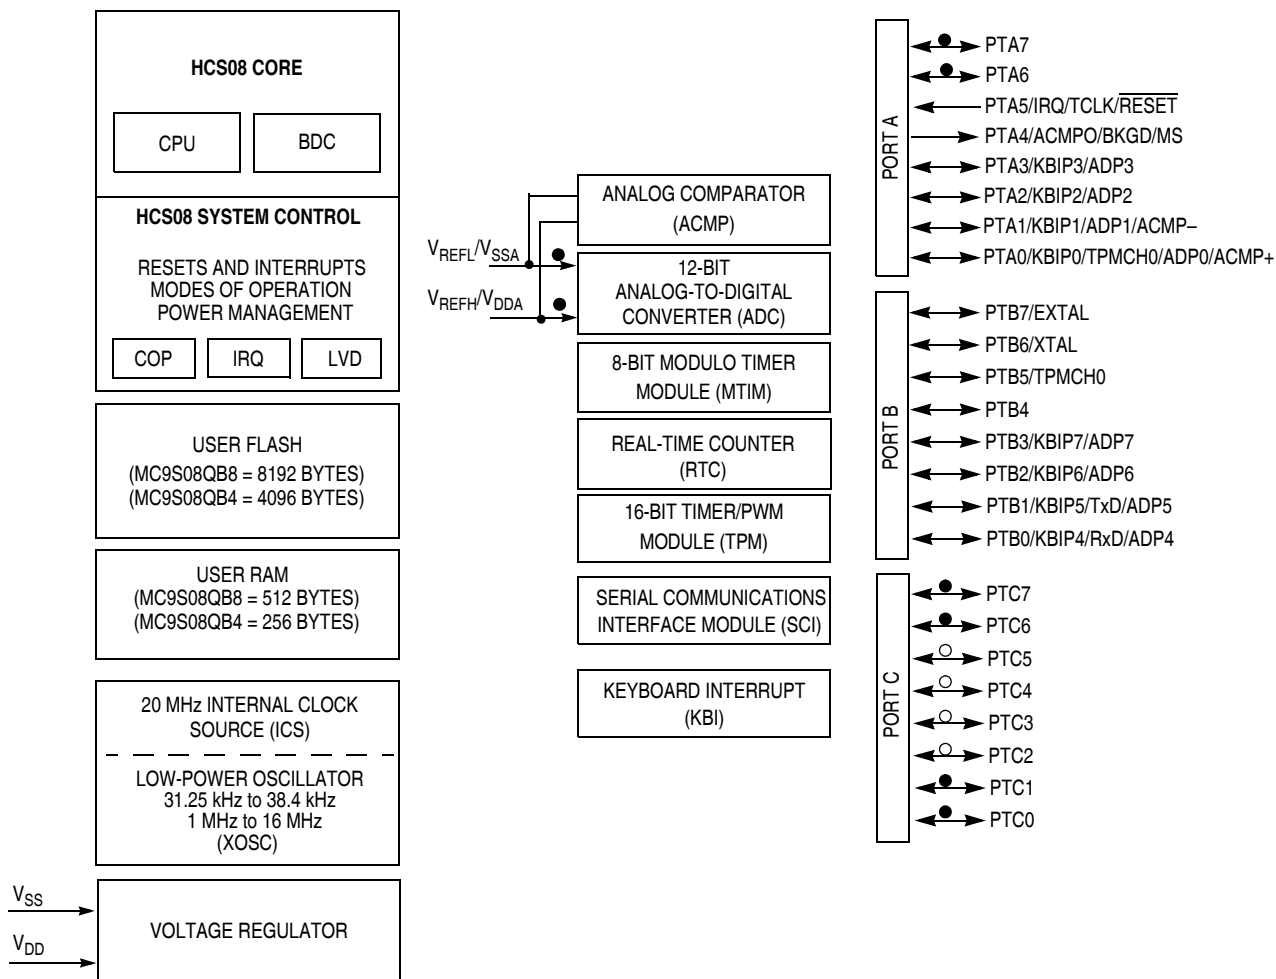 HCS08 CORE
CPU
BDC
HCS08 SYSTEM CONTROL
RESETS AND INTERRUPTS
MODES OF OPERATION
POWER MANAGEMENT
COP
IRQ
LVD
USER FLASH
(MC9S08QB8 = 8192 BYTES)
(MC9S08QB4 = 4096 BYTES)
USER RAM
(MC9S08QB8 = 512 BYTES)
(MC9S08QB4 = 256 BYTES)
20 MHz INTERNAL CLOCK
SOURCE (ICS)
LOW-POWER OSCILLATOR
31.25 kHz to 38.4 kHz
1 MHz to 16 MHz
(XOSC)
VSS
VDD
VOLTAGE REGULATOR
ANALOG COMPARATOR
(ACMP)
VREFL/VSSA
VREFH/VDDA
12-BIT
ANALOG-TO-DIGITAL
CONVERTER (ADC)
8-BIT MODULO TIMER
MODULE (MTIM)
REAL-TIME COUNTER
(RTC)
16-BIT TIMER/PWM
MODULE (TPM)
SERIAL COMMUNICATIONS
INTERFACE MODULE (SCI)
KEYBOARD INTERRUPT
(KBI)
PORT A
PTA7
PTA6
PTA5/IRQ/TCLK/RESET
PTA4/ACMPO/BKGD/MS
PTA3/KBIP3/ADP3
PTA2/KBIP2/ADP2
PTA1/KBIP1/ADP1/ACMP–
PTA0/KBIP0/TPMCH0/ADP0/ACMP+
PORT B
PTB7/EXTAL
PTB6/XTAL
PTB5/TPMCH0
PTB4
PTB3/KBIP7/ADP7
PTB2/KBIP6/ADP6
PTB1/KBIP5/TxD/ADP5
PTB0/KBIP4/RxD/ADP4
PORT C
PTC7
PTC6
PTC5
PTC4
PTC3
PTC2
PTC1
PTC0